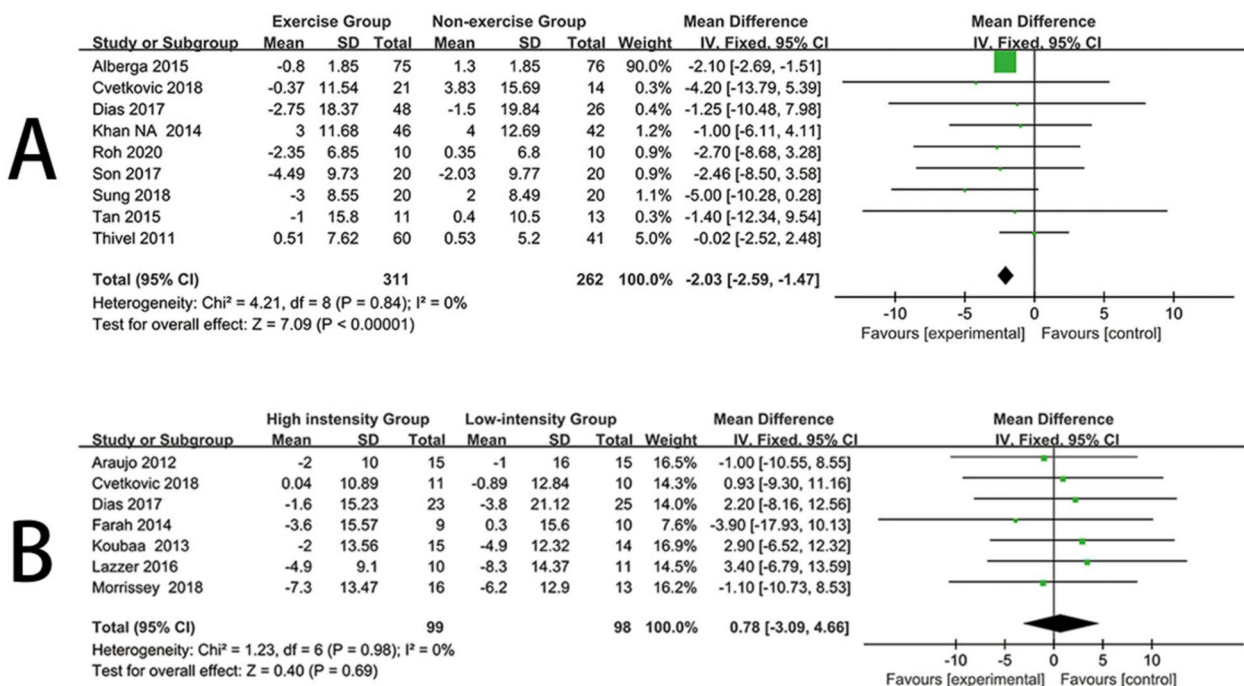 A
Exercise Group Non-exercise Group Mean Difference Mean Difference
Study or Subgroup Mean SD Total Mean SD Total Weight IV, Fixed, 95% CI IV, Fixed, 95% CI
Alberga 2015 -0.8 1.85 75 1.3 1.85 76 90.0% -2.10 [-2.69, -1.51]
Cvetkovic 2018 -0.37 11.54 21 3.83 15.69 14 0.3% -4.20 [-13.79, 5.39]
Dias 2017 -2.75 18.37 48 -1.5 19.84 26 0.4% -1.25 [-10.48, 7.98]
Khan NA 2014 3 11.68 46 4 12.69 42 1.2% -1.00 [-6.11, 4.11]
Roh 2020 -2.35 6.85 10 0.35 6.8 10 0.9% -2.70 [-8.68, 3.28]
Son 2017 -4.49 9.73 20 -2.03 9.77 20 0.9% -2.46 [-8.50, 3.58]
Sung 2018 -3 8.55 20 2 8.49 20 1.1% -5.00 [-10.28, 0.28]
Tan 2015 -1 15.8 11 0.4 10.5 13 0.3% -1.40 [-12.34, 9.54]
Thivel 2011 0.51 7.62 60 0.53 5.2 41 5.0% -0.02 [-2.52, 2.48]
Total (95% CI) 311 262 100.0% -2.03 [-2.59, -1.47]
Heterogeneity: Chi² = 4.21, df = 8 (P = 0.84); I² = 0%
Test for overall effect: Z = 7.09 (P < 0.00001)
-10 -5 0 5 10
Favours [experimental] Favours [control]
B
High instensity Group Low-intensity Group Mean Difference Mean Difference
Study or Subgroup Mean SD Total Mean SD Total Weight IV, Fixed, 95% CI IV, Fixed, 95% CI
Araujo 2012 -2 10 15 -1 16 15 16.5% -1.00 [-10.55, 8.55]
Cvetkovic 2018 0.04 10.89 11 -0.89 12.84 10 14.3% 0.93 [-9.30, 11.16]
Dias 2017 -1.6 15.23 23 -3.8 21.12 25 14.0% 2.20 [-8.16, 12.56]
Farah 2014 -3.6 15.57 9 0.3 15.6 10 7.6% -3.90 [-17.93, 10.13]
Koubaa 2013 -2 13.56 15 -4.9 12.32 14 16.9% 2.90 [-6.52, 12.32]
Lazzer 2016 -4.9 9.1 10 -8.3 14.37 11 14.5% 3.40 [-6.79, 13.59]
Morrissey 2018 -7.3 13.47 16 -6.2 12.9 13 16.2% -1.10 [-10.73, 8.53]
Total (95% CI) 99 98 100.0% 0.78 [-3.09, 4.66]
Heterogeneity: Chi² = 1.23, df = 6 (P = 0.98); I² = 0%
Test for overall effect: Z = 0.40 (P = 0.69)
-10 -5 0 5 10
Favours [experimental] Favours [control]